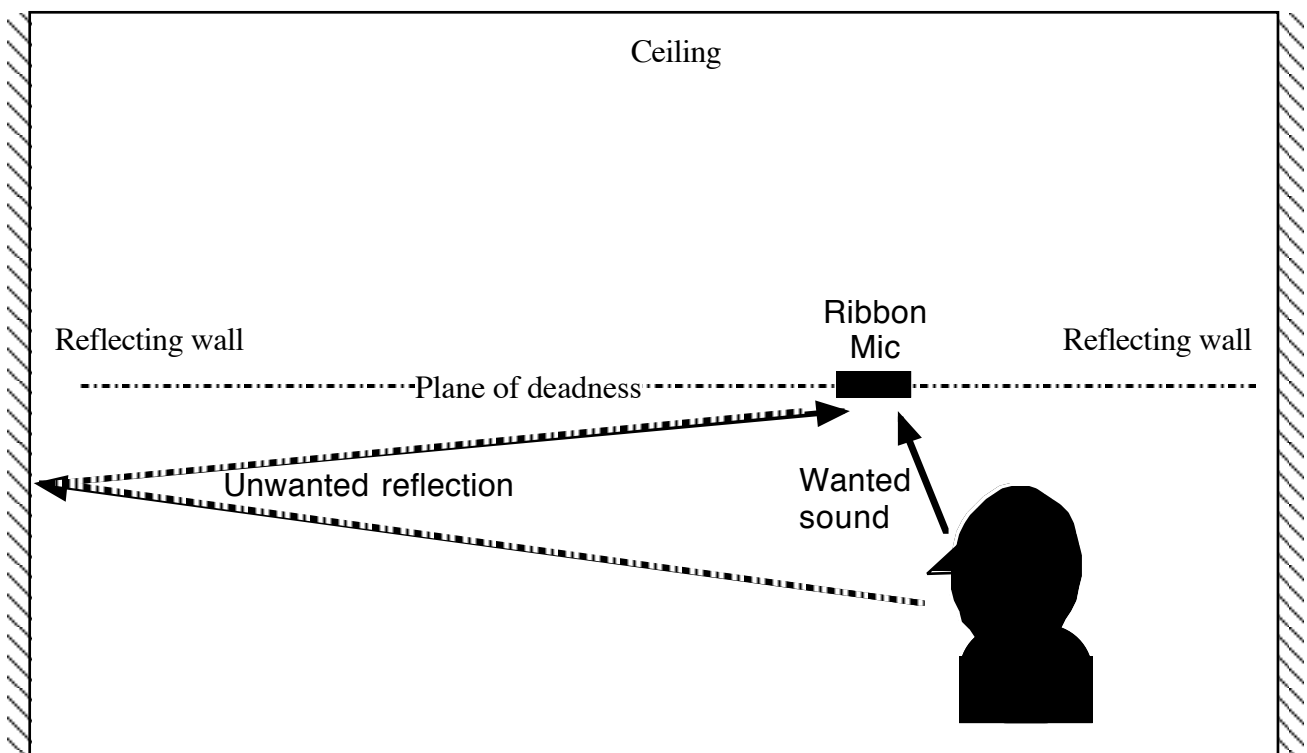 Ceiling
Ribbon
Mic
Reflecting wall
Reflecting wall
Plane of deadness
Unwanted reflection
Wanted
sound